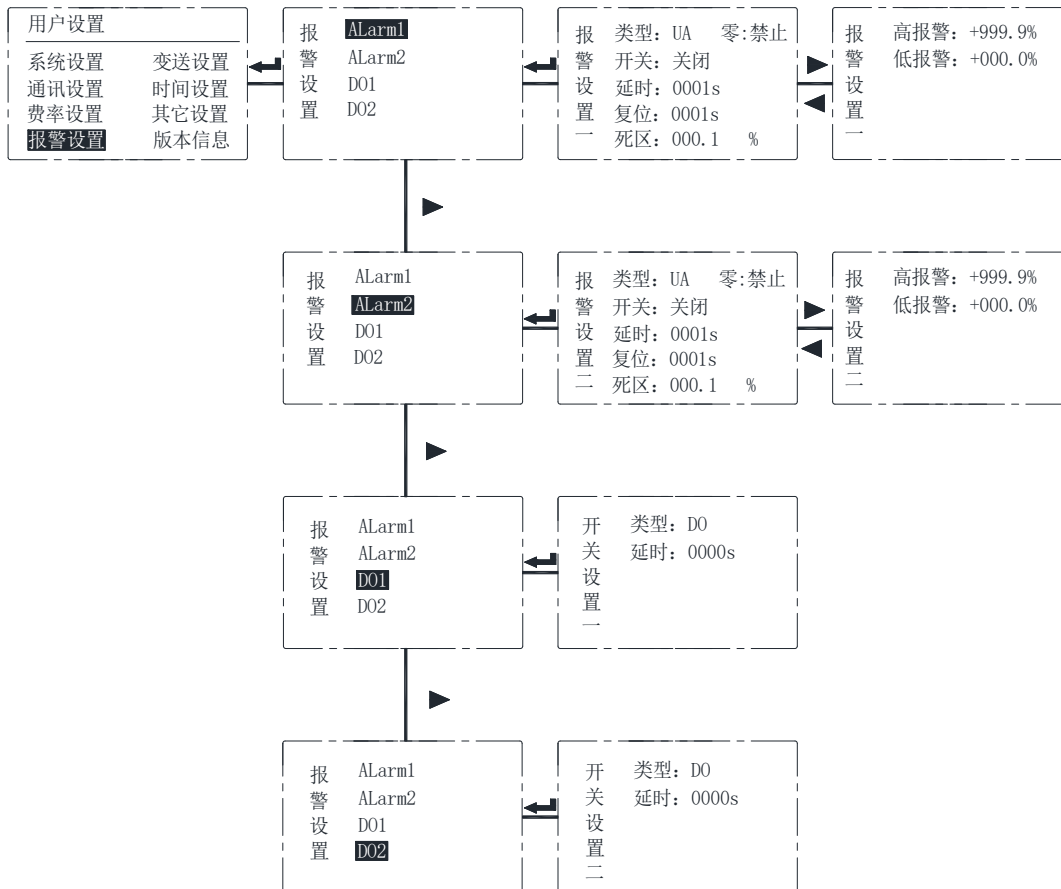 用户设置
系统设置 变送设置
通讯设置 时间设置
费率设置 其它设置
报警设置 版本信息
报警设置
ALarm1
ALarm2
DO1
DO2
报警设置一
类型: UA 零:禁止
开关: 关闭
延时: 0001s
复位: 0001s
死区: 000.1 %
报警设置一
高报警: +999.9%
低报警: +000.0%
报警设置
ALarm1
ALarm2
DO1
DO2
报警设置二
类型: UA 零:禁止
开关: 关闭
延时: 0001s
复位: 0001s
死区: 000.1 %
报警设置二
高报警: +999.9%
低报警: +000.0%
报警设置
ALarm1
ALarm2
DO1
DO2
开关设置一
类型: DO
延时: 0000s
报警设置
ALarm1
ALarm2
DO1
DO2
开关设置二
类型: DO
延时: 0000s